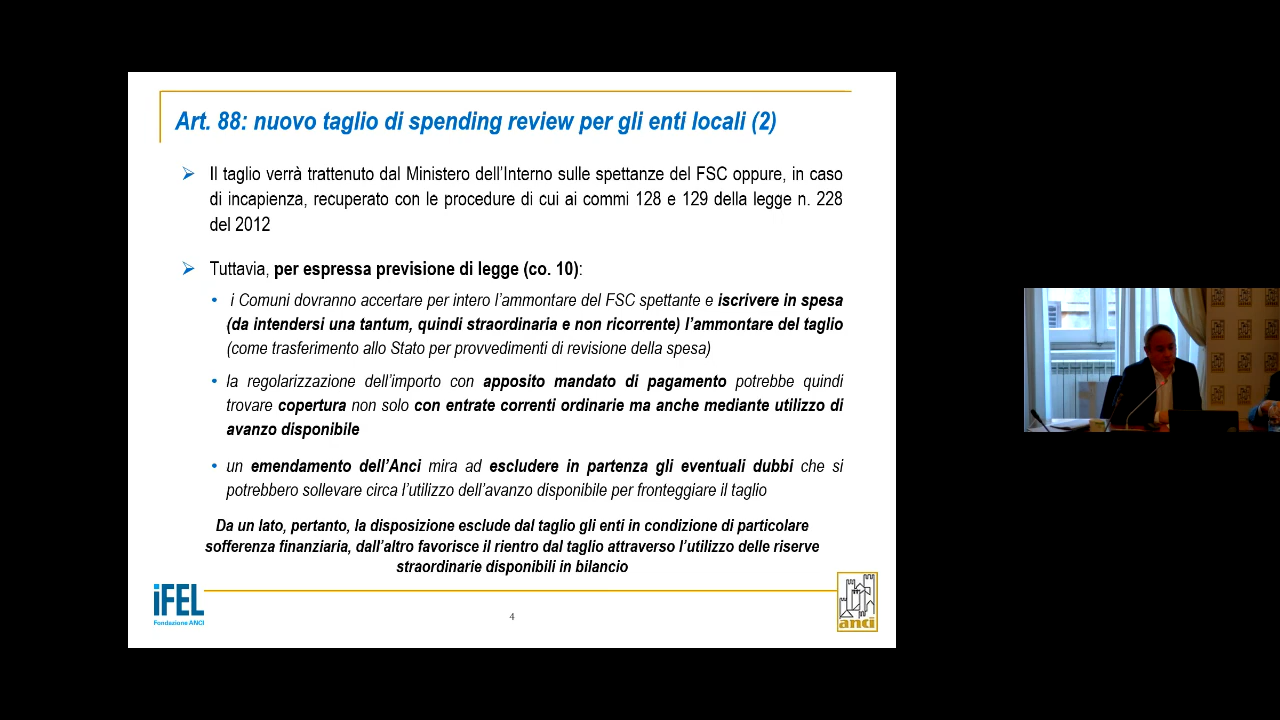 Art. 88: nuovo taglio di spending review per gli enti locali (2)
Il taglio verrà trattenuto dal Ministero dell'Interno sulle spettanze del FSC oppure, in caso
di incapienza, recuperato con le procedure di cui ai commi 128 e 129 della legge n. 228
del 2012
Tuttavia, per espressa previsione di legge (co. 10):
i Comuni dovranno accertare per intero l'ammontare del FSC spettante e iscrivere in spesa
(da intendersi una tantum, quindi straordinaria e non ricorrente) l'ammontare del taglio
(come trasferimento allo Stato per provvedimenti di revisione della spesa)
la regolarizzazione dell'importo con apposito mandato di pagamento potrebbe quindi
trovare copertura non solo con entrate correnti ordinarie ma anche mediante utilizzo di
avanzo disponibile
un emendamento dell'Anci mira ad escludere in partenza gli eventuali dubbi che si
potrebbero sollevare circa l'utilizzo dell'avanzo disponibile per fronteggiare il taglio
Da un lato, pertanto, la disposizione esclude dal taglio gli enti in condizione di particolare
sofferenza finanziaria, dall'altro favorisce il rientro dal taglio attraverso l'utilizzo delle riserve
straordinarie disponibili in bilancio
iFEL
Fondazione ANCI
4
anci